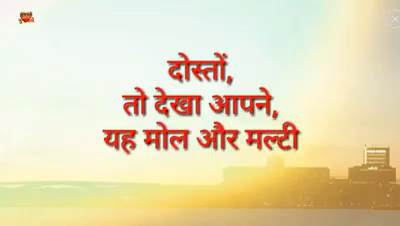 दोस्तों,
तो देखा आपने,
यह मोल और मल्टी